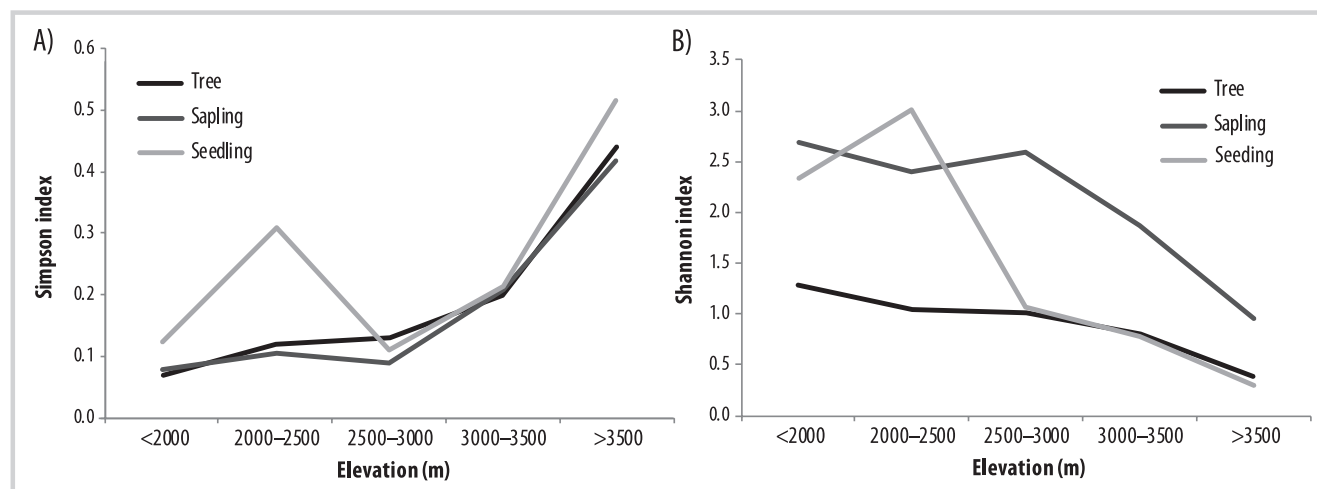 A)
Simpson index
0.6
0.5
0.4
0.3
0.2
0.1
0.0
Tree
Sapling
Seedling
<2000 2000–2500 2500–3000 3000–3500 >3500
Elevation (m)
B)
Shannon index
3.5
3.0
2.5
2.0
1.5
1.0
0.5
0.0
Tree
Sapling
Seeding
<2000 2000–2500 2500–3000 3000–3500 >3500
Elevation (m)